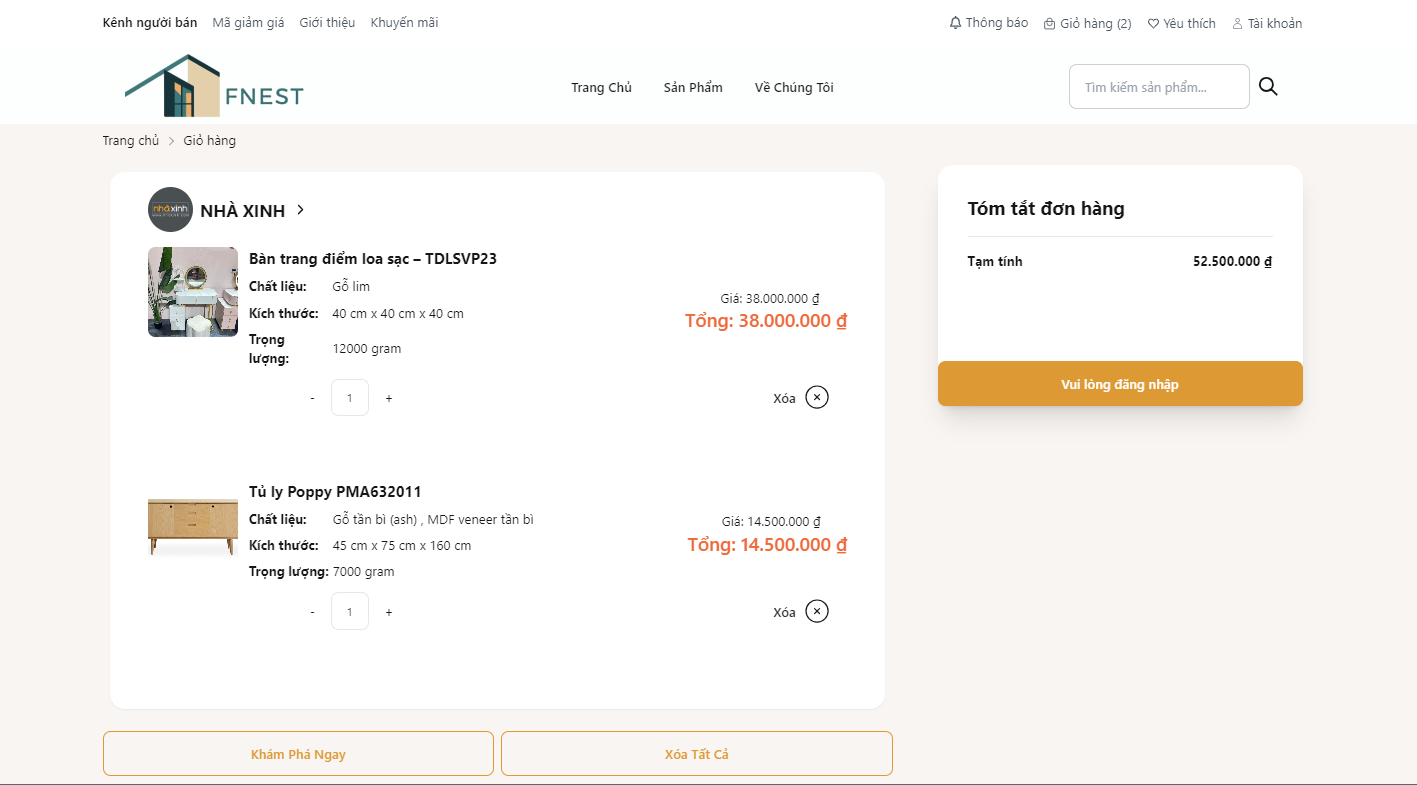 Kênh người bán Mã giảm giá Giới thiệu Khuyến mãi
Thông báo Giỏ hàng (2) Yêu thích Tài khoản
FNEST
Trang Chủ Sản Phẩm Về Chúng Tôi
Tìm kiếm sản phẩm...
Trang chủ > Giỏ hàng
nhàxinh
NHÀ XINH >
Bàn trang điểm loa sạc – TDLSVP23
Chất liệu: Gỗ lim
Kích thước: 40 cm x 40 cm x 40 cm
Trọng
lượng: 12000 gram
Giá: 38.000.000 ₫
Tổng: 38.000.000 ₫
- 1 +
Xóa
Tủ ly Poppy PMA632011
Chất liệu: Gỗ tần bì (ash) , MDF veneer tần bì
Kích thước: 45 cm x 75 cm x 160 cm
Trọng lượng: 7000 gram
Giá: 14.500.000 ₫
Tổng: 14.500.000 ₫
- 1 +
Xóa
Khám Phá Ngay
Xóa Tất Cả
Tóm tắt đơn hàng
Tạm tính 52.500.000 ₫
Vui lòng đăng nhập